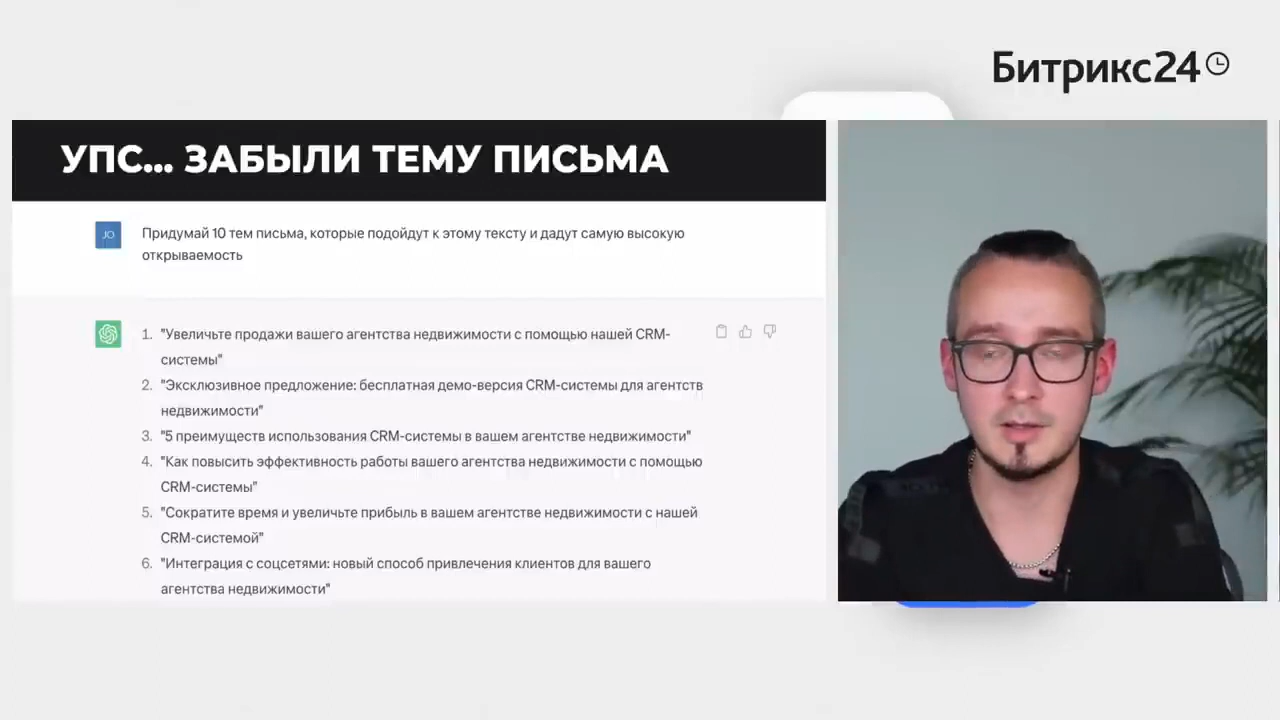 Битрикс24
УПС... ЗАБЫЛИ ТЕМУ ПИСЬМА
JO
Придумай 10 тем письма, которые подойдут к этому тексту и дадут самую высокую
открываемость
1. "Увеличьте продажи вашего агентства недвижимости с помощью нашей CRM-
системы"
2. "Эксклюзивное предложение: бесплатная демо-версия CRM-системы для агентств
недвижимости"
3. "5 преимуществ использования CRM-системы в вашем агентстве недвижимости"
4. "Как повысить эффективность работы вашего агентства недвижимости с помощью
CRM-системы"
5. "Сократите время и увеличьте прибыль в вашем агентстве недвижимости с нашей
CRM-системой"
6. "Интеграция с соцсетями: новый способ привлечения клиентов для вашего
агентства недвижимости"